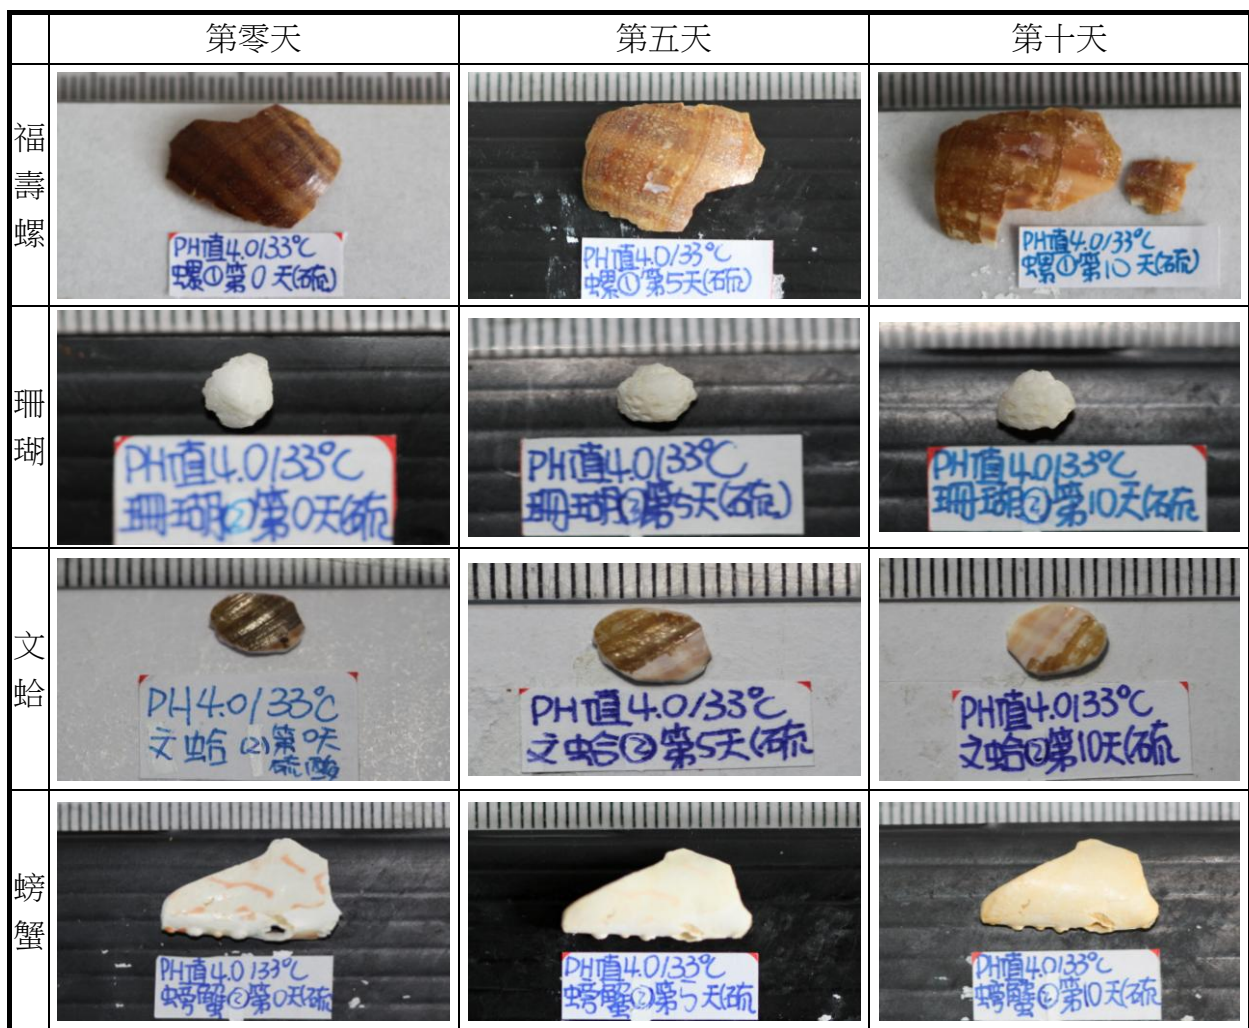 第零天
第五天
第十天
福壽螺
PH值4.0/33°C
螺①第0天(硫)
PH值4.0/33°C
螺①第5天(硫)
PH值4.0/33°C
螺①第10天(硫)
珊瑚
PH值4.0/33°C
珊瑚②第0天(硫
PH值4.0/33°C
珊瑚②第5天(硫)
PH值4.0/33°C
珊瑚②第10天(硫
文蛤
PH4.0/33°C
文蛤(2)第0天
硫酸
PH值4.0/33°C
文蛤②第5天(硫
PH值4.0/33°C
文蛤②第10天(硫
螃蟹
PH值4.0/33°C
螃蟹②第0天(硫
PH值4.0/33°C
螃蟹②第5天(硫
PH值4.0/33°C
螃蟹②第10天(硫